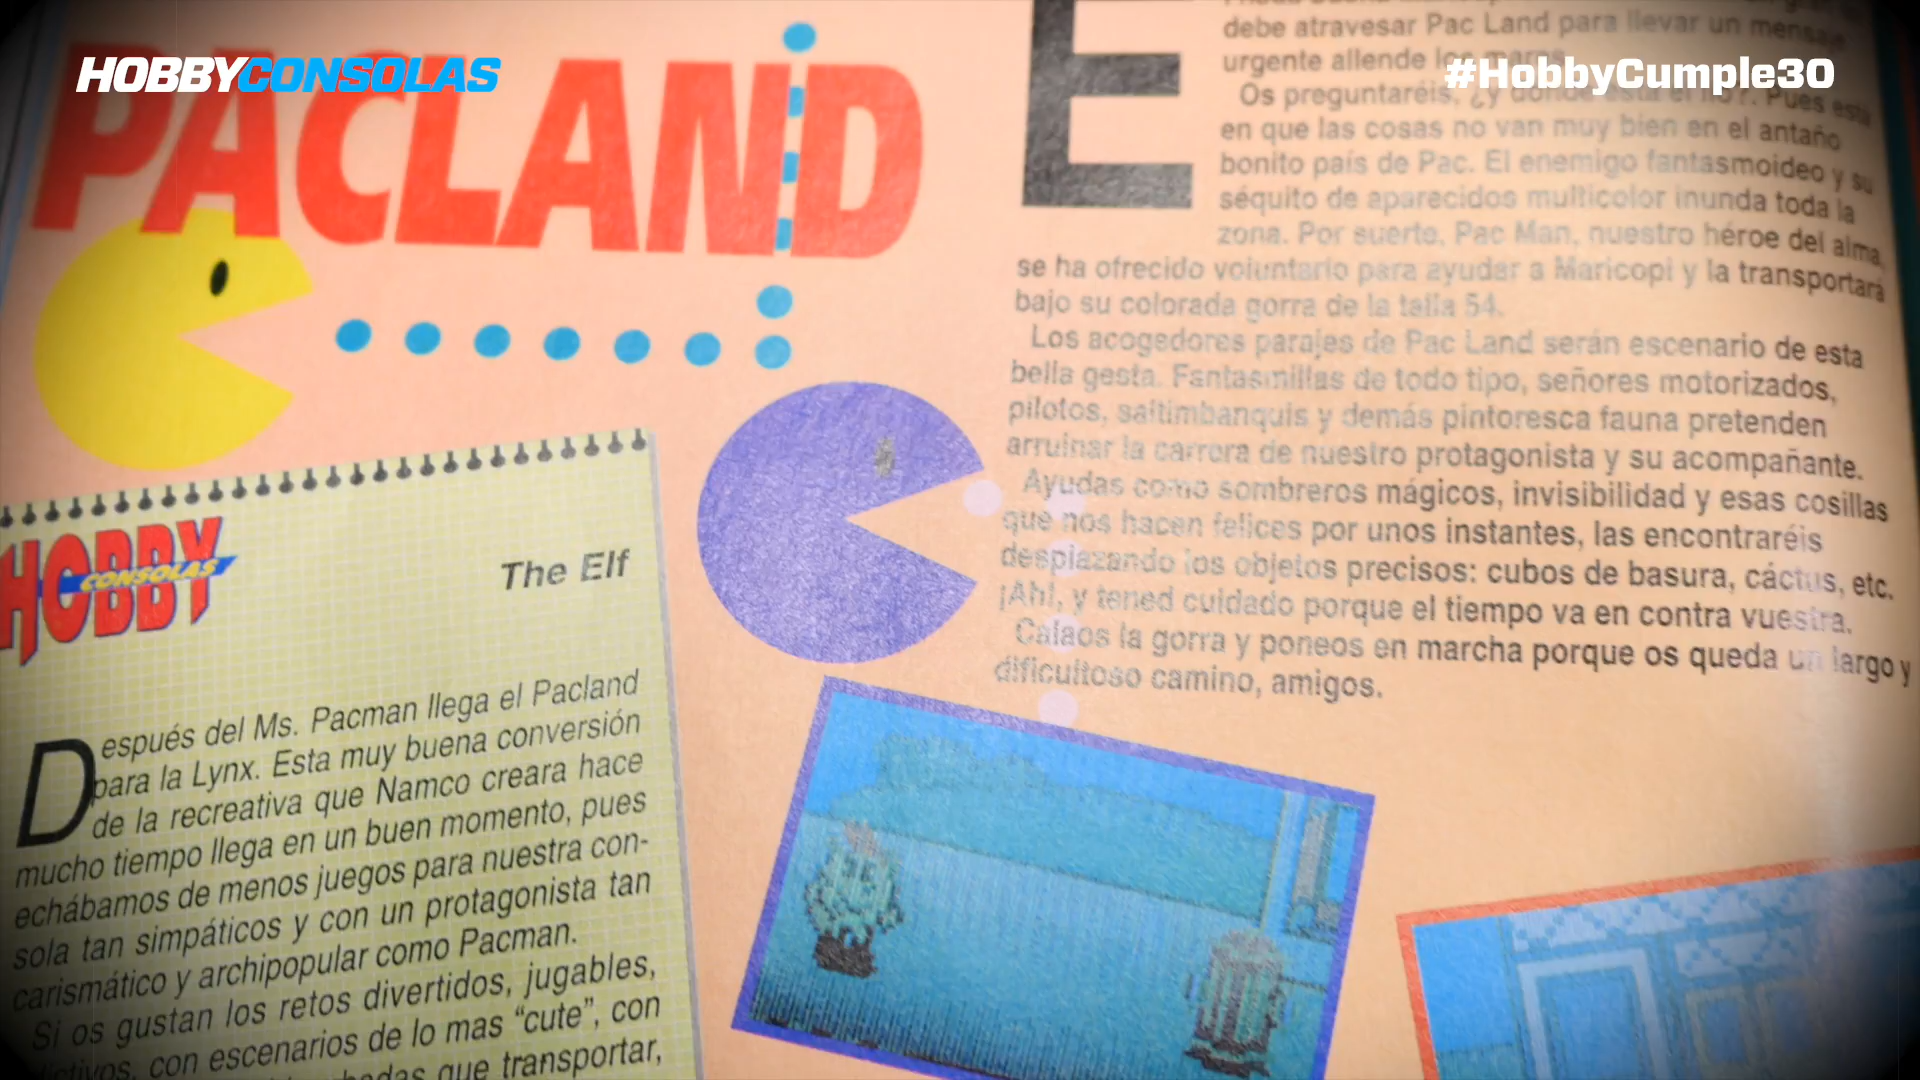 HOBBYCONSOLAS
#HobbyCumple30
PACLAND
E
debe atravesar Pac Land para llevar un mensaje
urgente allende los mares.
Os preguntaréis, ¿y dónde está el lío?. Pues está
en que las cosas no van muy bien en el antaño
bonito país de Pac. El enemigo fantasmoideo y su
séquito de aparecidos multicolor inunda toda la
zona. Por suerte, Pac Man, nuestro héroe del alma,
se ha ofrecido voluntario para ayudar a Maricopi y la transportará
bajo su colorada gorra de la talla 54.
Los acogedores parajes de Pac Land serán escenario de esta
bella gesta. Fantasmillas de todo tipo, señores motorizados,
pilotos, saltimbanquis y demás pintoresca fauna pretenden
arruinar la carrera de nuestro protagonista y su acompañante.
Ayudas como sombreros mágicos, invisibilidad y esas cosillas
que nos hacen felices por unos instantes, las encontraréis
desplazando los objetos precisos: cubos de basura, cáctus, etc.
¡Ah!, y tened cuidado porque el tiempo va en contra vuestra.
Calaos la gorra y poneos en marcha porque os queda un largo y
dificultoso camino, amigos.
HOBBY
CONSOLAS
The Elf
Después del Ms. Pacman llega el Pacland
para la Lynx. Esta muy buena conversión
de la recreativa que Namco creara hace
mucho tiempo llega en un buen momento, pues
echábamos de menos juegos para nuestra con-
sola tan simpáticos y con un protagonista tan
carismático y archipopular como Pacman.
Si os gustan los retos divertidos, jugables,
con escenarios de lo mas "cute", con
que transportar,